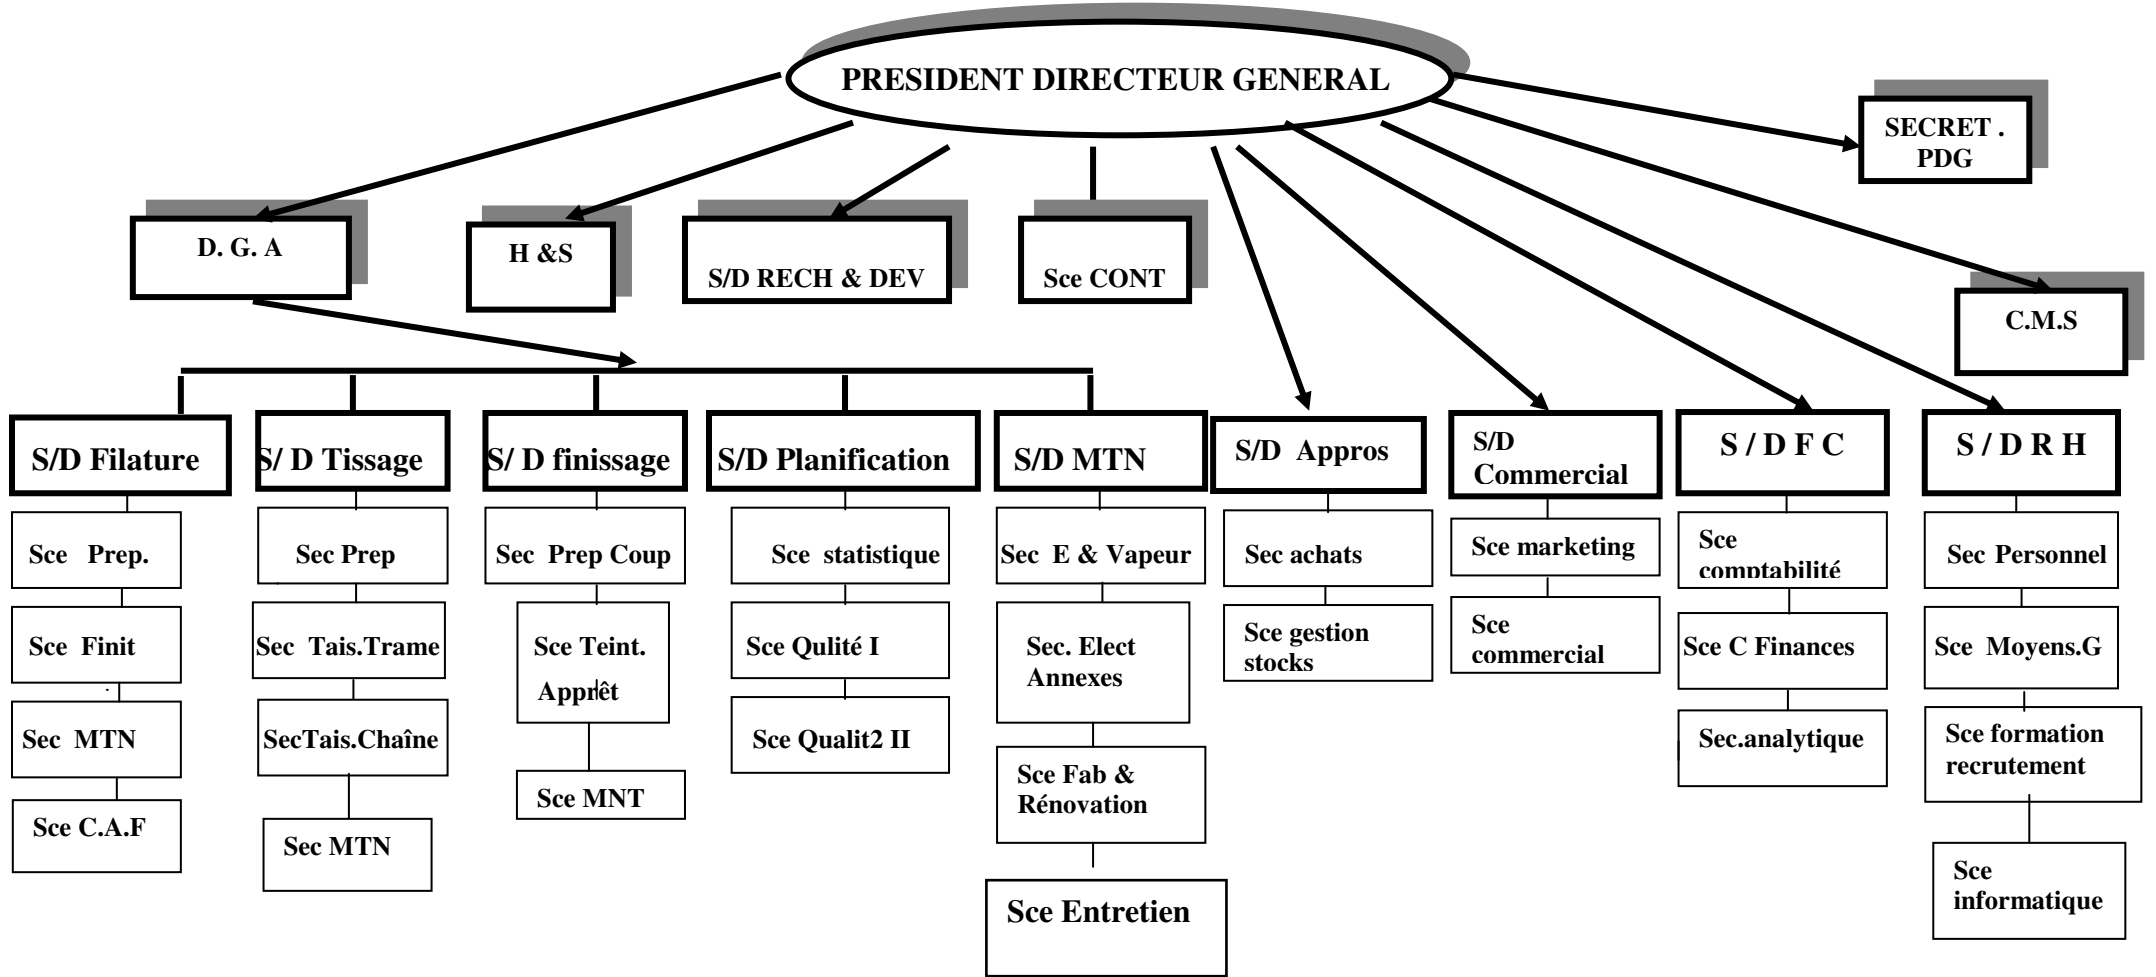 PRESIDENT DIRECTEUR GENERAL
SECRET .
PDG
D. G. A
H &S
S/D RECH & DEV
Sce CONT
C.M.S
S/D Filature
S/ D Tissage
S/ D finissage
S/D Planification
S/D MTN
S/D Appros
S/D
Commercial
S / D F C
S / D R H
Sce Prep.
Sce Finit
Sec MTN
Sce C.A.F
Sec Prep
Sec Tais.Trame
SecTais.Chaîne
Sec MTN
Sec Prep Coup
Sce Teint.
Apprêt
Sce MNT
Sce statistique
Sce Qulité I
Sce Qualit2 II
Sec E & Vapeur
Sec. Elect
Annexes
Sce Fab &
Rénovation
Sce Entretien
Sec achats
Sce gestion
stocks
Sce marketing
Sce
commercial
Sce
comptabilité
Sce C Finances
Sec.analytique
Sec Personnel
Sce Moyens.G
Sce formation
recrutement
Sce
informatique